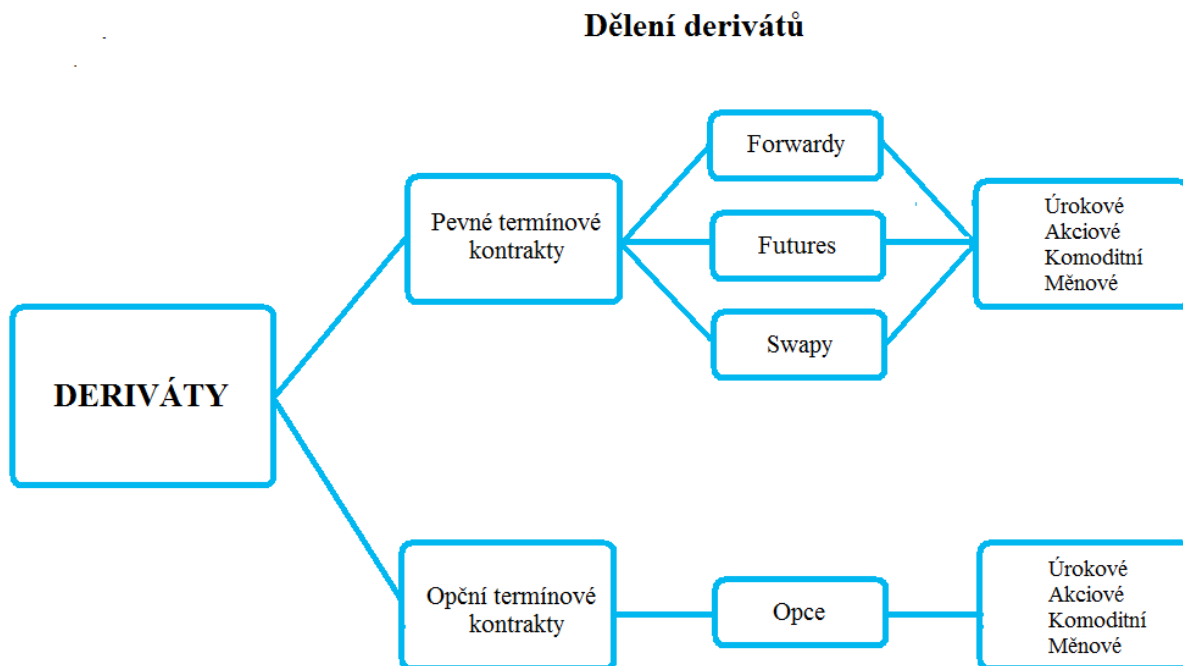 Dělení derivátů
DERIVÁTY
Pevné termínové
kontrakty
Forwardy
Futures
Swapy
Úrokové
Akciové
Komoditní
Měnové
Opční termínové
kontrakty
Opce
Úrokové
Akciové
Komoditní
Měnové